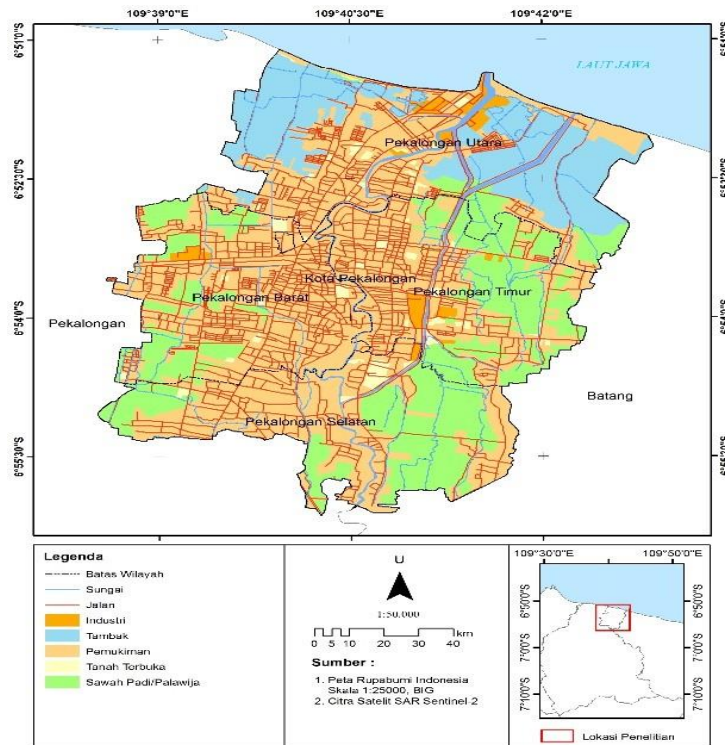 109°39'0"E 109°40'30"E 109°42'0"E
6°51'0"S
LAUT JAWA
Pekalongan Utara
6°52'30"S
Kota Pekalongan
Pekalongan Barat
Pekalongan Timur
6°54'0"S
Pekalongan
Batang
Pekalongan Selatan
6°55'30"S
Legenda
Batas Wilayah
Sungai
Jalan
Industri
Tambak
Pemukiman
Tanah Terbuka
Sawah Padi/Palawija
U
1:50.000
0 5 10 20 30 40
km
Sumber :
1. Peta Rupabumi Indonesia
Skala 1:25000, BIG
2. Citra Satelit SAR Sentinel-2
109°30'0"E 109°50'0"E
6°50'0"S
7°0'0"S
7°10'0"S
Lokasi Penelitian